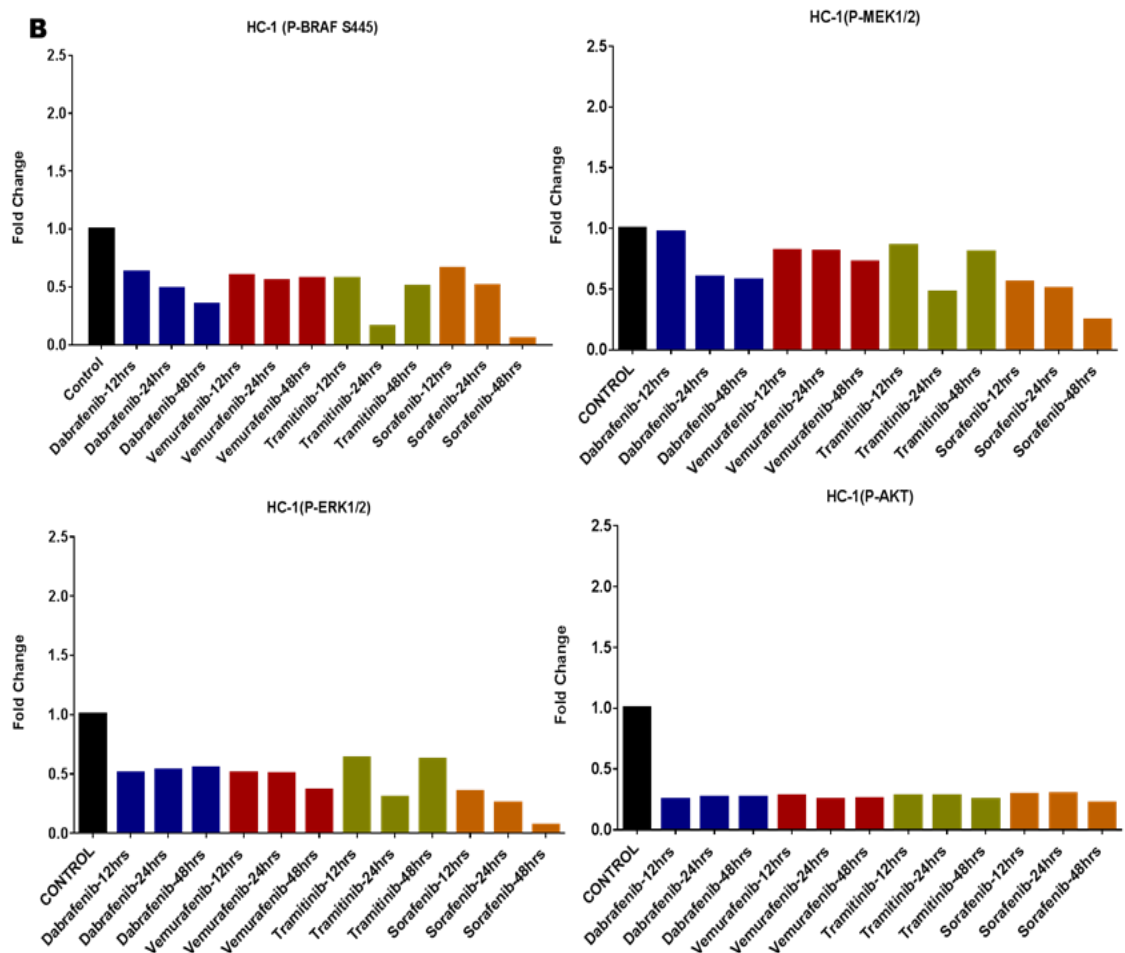 B
HC-1 (P-BRAF S445)
Fold Change
2.5
2.0
1.5
1.0
0.5
0.0
Control
Dabrafenib-12hrs
Dabrafenib-24hrs
Dabrafenib-48hrs
Vemurafenib-12hrs
Vemurafenib-24hrs
Vemurafenib-48hrs
Tramitinib-12hrs
Tramitinib-24hrs
Tramitinib-48hrs
Sorafenib-12hrs
Sorafenib-24hrs
Sorafenib-48hrs
HC-1(P-MEK1/2)
Fold Change
2.5
2.0
1.5
1.0
0.5
0.0
CONTROL
Dabrafenib-12hrs
Dabrafenib-24hrs
Dabrafenib-48hrs
Vemurafenib-12hrs
Vemurafenib-24hrs
Vemurafenib-48hrs
Tramitinib-12hrs
Tramitinib-24hrs
Tramitinib-48hrs
Sorafenib-12hrs
Sorafenib-24hrs
Sorafenib-48hrs
HC-1(P-ERK1/2)
Fold Change
2.5
2.0
1.5
1.0
0.5
0.0
CONTROL
Dabrafenib-12hrs
Dabrafenib-24hrs
Dabrafenib-48hrs
Vemurafenib-12hrs
Vemurafenib-24hrs
Vemurafenib-48hrs
Tramitinib-12hrs
Tramitinib-24hrs
Tramitinib-48hrs
Sorafenib-12hrs
Sorafenib-24hrs
Sorafenib-48hrs
HC-1(P-AKT)
Fold Change
2.5
2.0
1.5
1.0
0.5
0.0
CONTROL
Dabrafenib-12hrs
Dabrafenib-24hrs
Dabrafenib-48hrs
Vemurafenib-12hrs
Vemurafenib-24hrs
Vemurafenib-48hrs
Tramitinib-12hrs
Tramitinib-24hrs
Tramitinib-48hrs
Sorafenib-12hrs
Sorafenib-24hrs
Sorafenib-48hrs